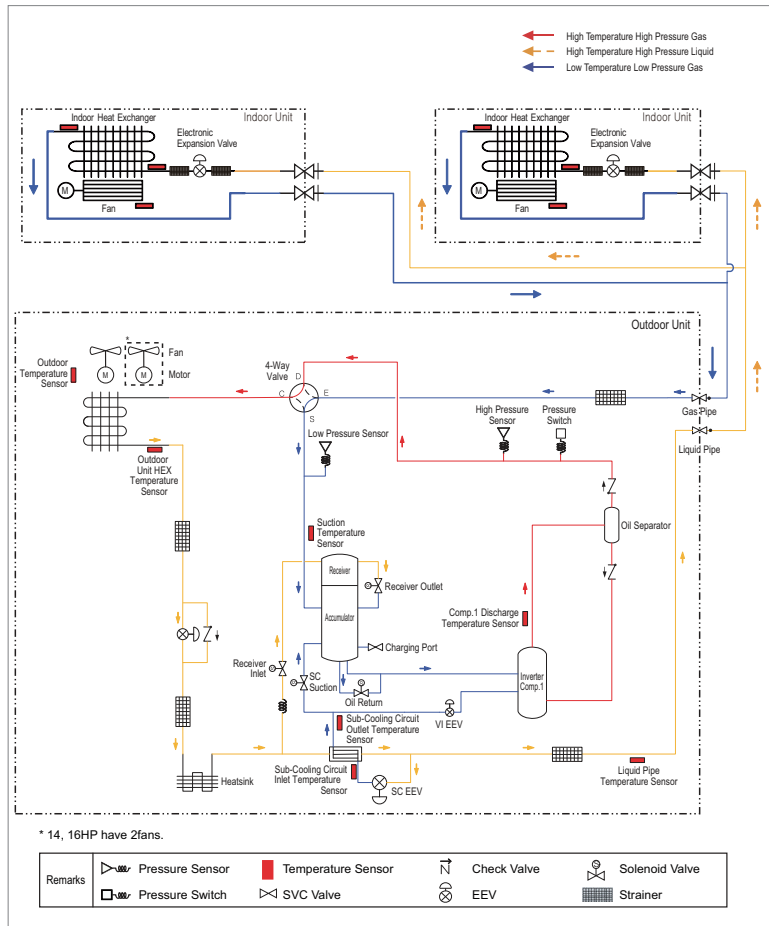 High Temperature High Pressure Gas
High Temperature High Pressure Liquid
Low Temperature Low Pressure Gas
Indoor Heat Exchanger
Indoor Unit
Electronic
Expansion Valve
M
Fan
Indoor Heat Exchanger
Indoor Unit
Electronic
Expansion Valve
M
Fan
Outdoor Unit
*
Fan
Motor
M
M
Outdoor
Temperature
Sensor
4-Way
Valve
D
C
E
S
High Pressure
Sensor
Pressure
Switch
Gas Pipe
Liquid Pipe
Low Pressure Sensor
Outdoor
Unit HEX
Temperature
Sensor
Suction
Temperature
Sensor
Oil Separator
Receiver
Receiver Outlet
Accumulator
Comp.1 Discharge
Temperature Sensor
Charging Port
Receiver
Inlet
SC
Suction
Oil Return
Inverter
Comp.1
Sub-Cooling Circuit
Outlet Temperature
Sensor
VI EEV
Heatsink
Sub-Cooling Circuit
Inlet Temperature
Sensor
SC EEV
Liquid Pipe
Temperature Sensor
* 14, 16HP have 2fans.
Remarks
Pressure Sensor
Temperature Sensor
Check Valve
Solenoid Valve
Pressure Switch
SVC Valve
EEV
Strainer